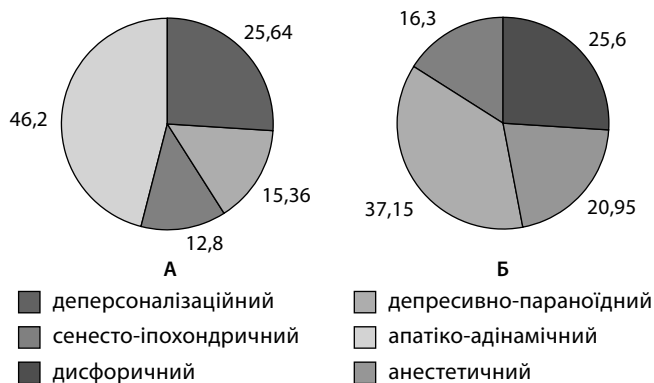 25,64
16,3
25,6
46,2
15,36
37,15
20,95
12,8
А
Б
деперсоналізаційний
депресивно-параноїдний
сенесто-іпохондричний
апатіко-адінамічний
дисфоричний
анестетичний